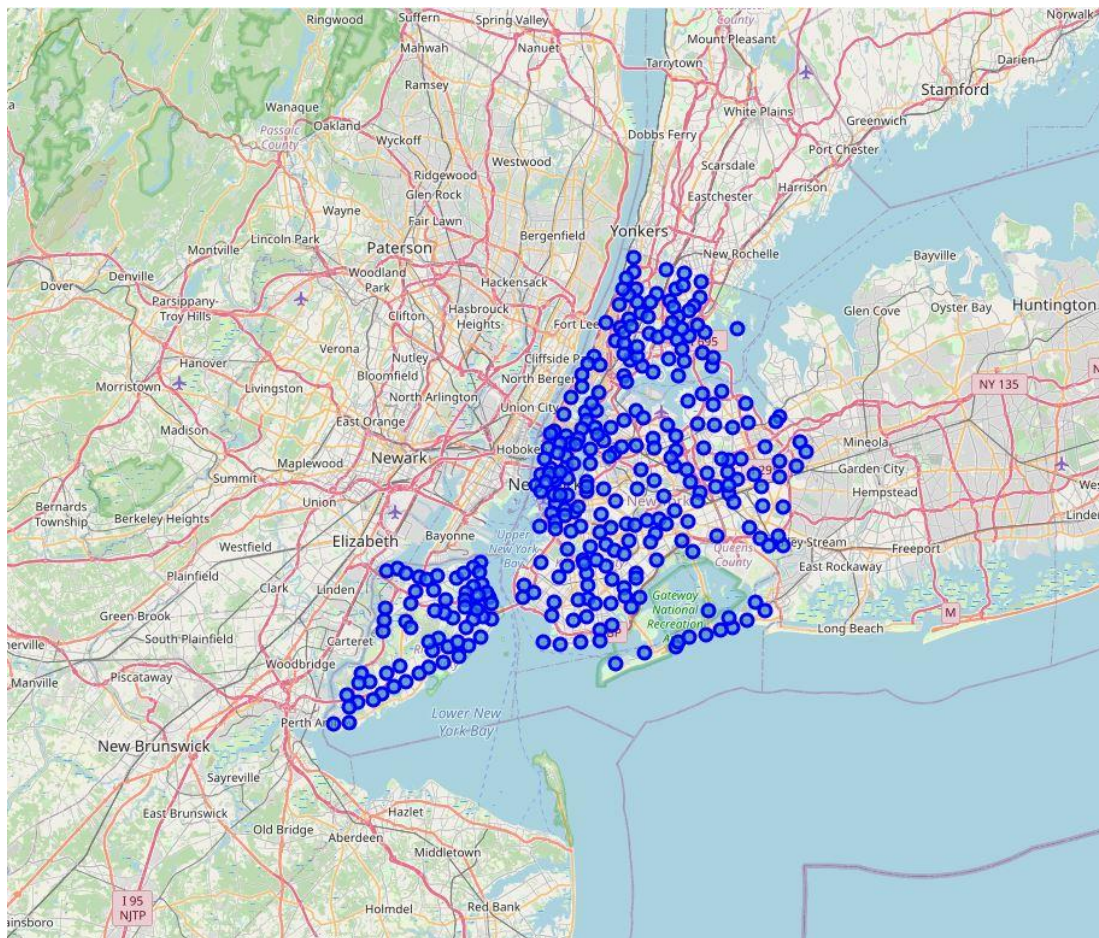 Ringwood
Suffern
Spring Valley
County
Norwalk
Mahwah
Nanuet
Mount Pleasant
Tarrytown
Darien
Ramsey
Stamford
Wanaque
Oakland
Passaic
County
Wyckoff
White Plains
Greenwich
Dobbs Ferry
Port Chester
Westwood
Scarsdale
Ridgewood
Glen Rock
Harrison
Eastchester
Wayne
Fair Lawn
Lincoln Park
Paterson
Bergenfield
Yonkers
Montville
New Rochelle
Bayville
Denville
Woodland
Park
Hackensack
Dover
Parsippany-
Troy Hills
Glen Cove
Oyster Bay
Huntington
Clifton
Hasbrouck
Heights
Fort Lee
Verona
Nutley
Cliffside
Hanover
Bloomfield
North Bergen
NY 135
Morristown
Livingston
North Arlington
Union City
East Orange
Madison
Mineola
Maplewood
Newark
Hoboke
Garden City
Summit
Union
Hempstead
Bernards
Township
Berkeley Heights
Elizabeth
Bayonne
Upper
New York
Bay
Queens
County
ey Stream
Freeport
Westfield
Plainfield
Linden
East Rockaway
Clark
Gateway
National
Recreation
Green Brook
M
Carteret
South Plainfield
Long Beach
Woodbridge
Piscataway
Manville
Lower New
York Bay
Perth Am
New Brunswick
Sayreville
East Brunswick
Hazlet
Old Bridge
Aberdeen
Middletown
I 95
NJTP
Holmdel
Red Bank